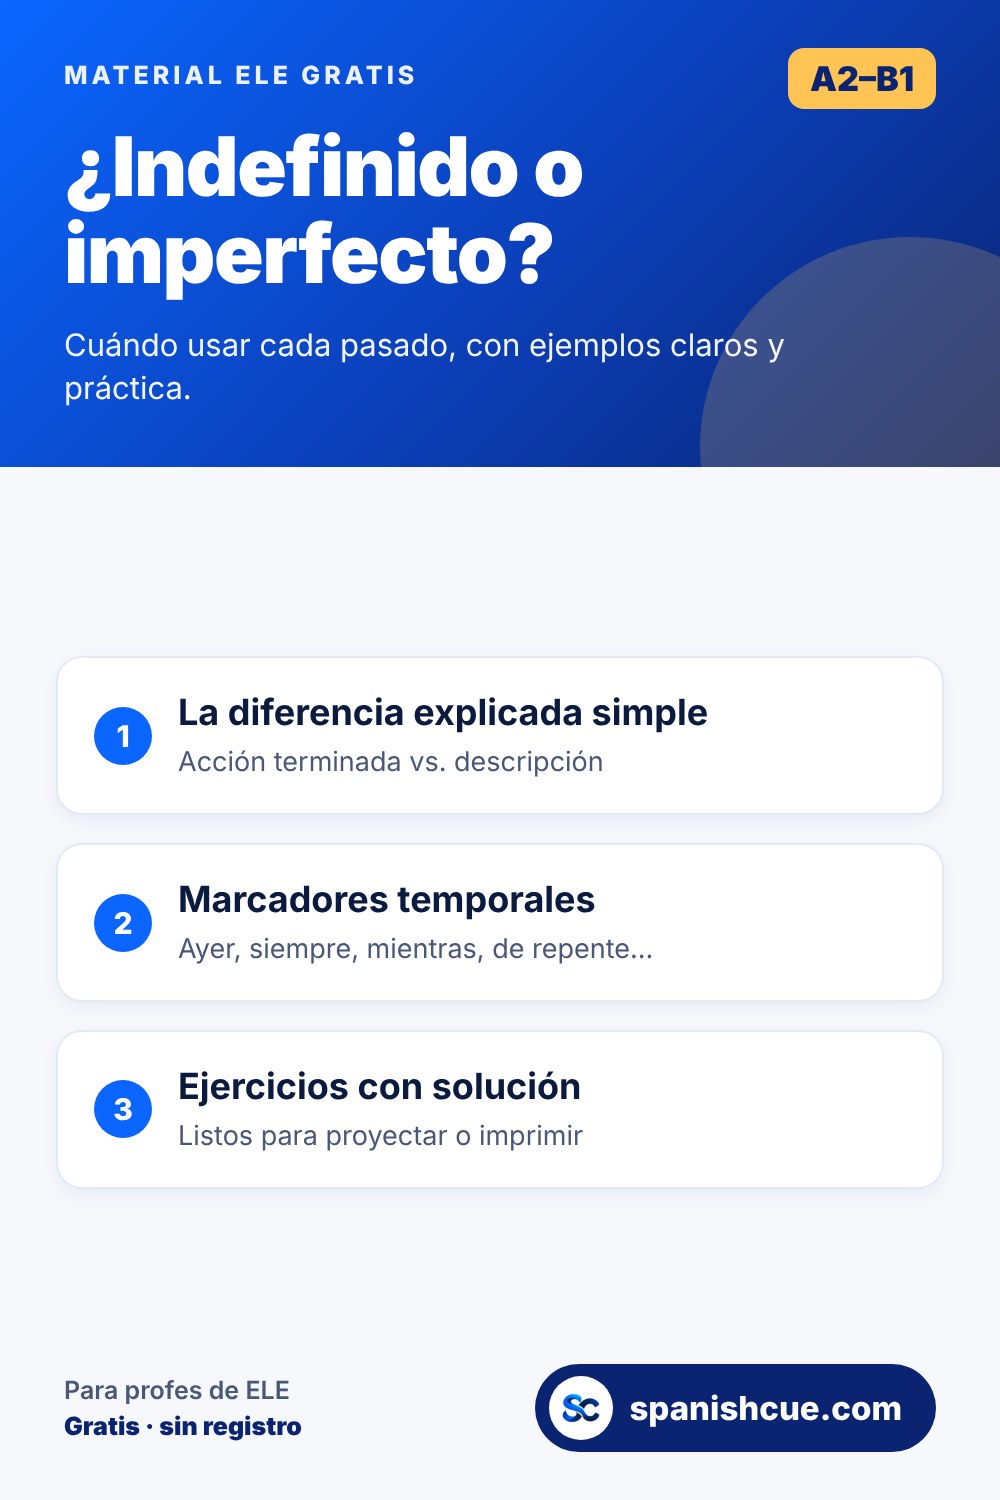 MATERIAL ELE GRATIS
A2–B1
¿Indefinido o
imperfecto?
Cuándo usar cada pasado, con ejemplos claros y
práctica.
1
La diferencia explicada simple
Acción terminada vs. descripción
2
Marcadores temporales
Ayer, siempre, mientras, de repente...
3
Ejercicios con solución
Listos para proyectar o imprimir
Para profes de ELE
Gratis · sin registro
SC
spanishcue.com